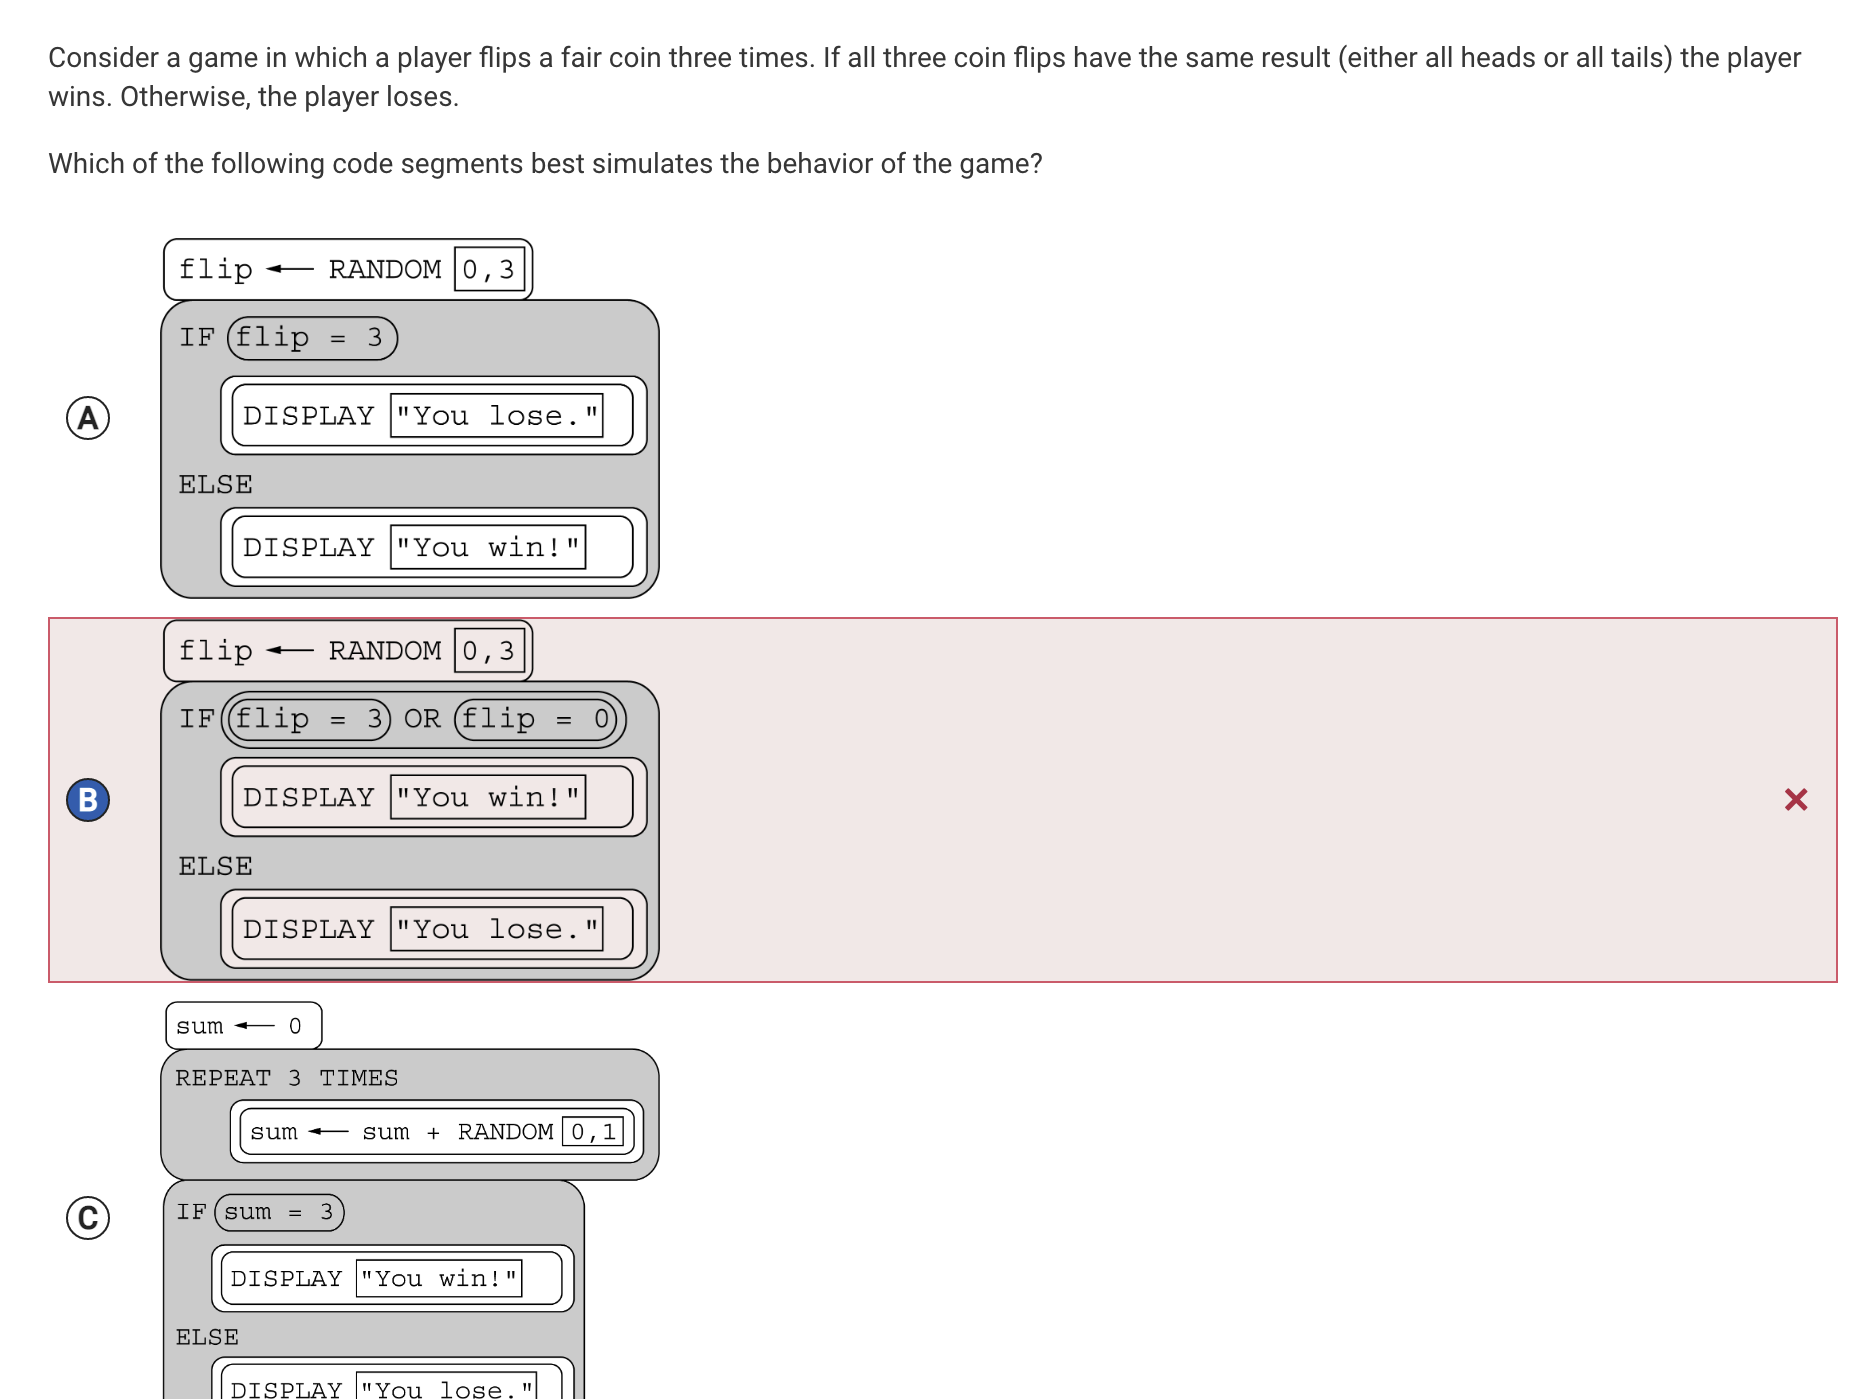 Consider a game in which a player flips a fair coin three times. If all three coin flips have the same result (either all heads or all tails) the player
wins. Otherwise, the player loses.
Which of the following code segments best simulates the behavior of the game?
A
flip ← RANDOM 0,3
IF flip = 3
DISPLAY "You lose."
ELSE
DISPLAY "You win!"
B
flip ← RANDOM 0,3
IF flip = 3 OR flip = 0
DISPLAY "You win!"
ELSE
DISPLAY "You lose."
C
sum ← 0
REPEAT 3 TIMES
sum ← sum + RANDOM 0,1
IF sum = 3
DISPLAY "You win!"
ELSE
DISPLAY "You lose."